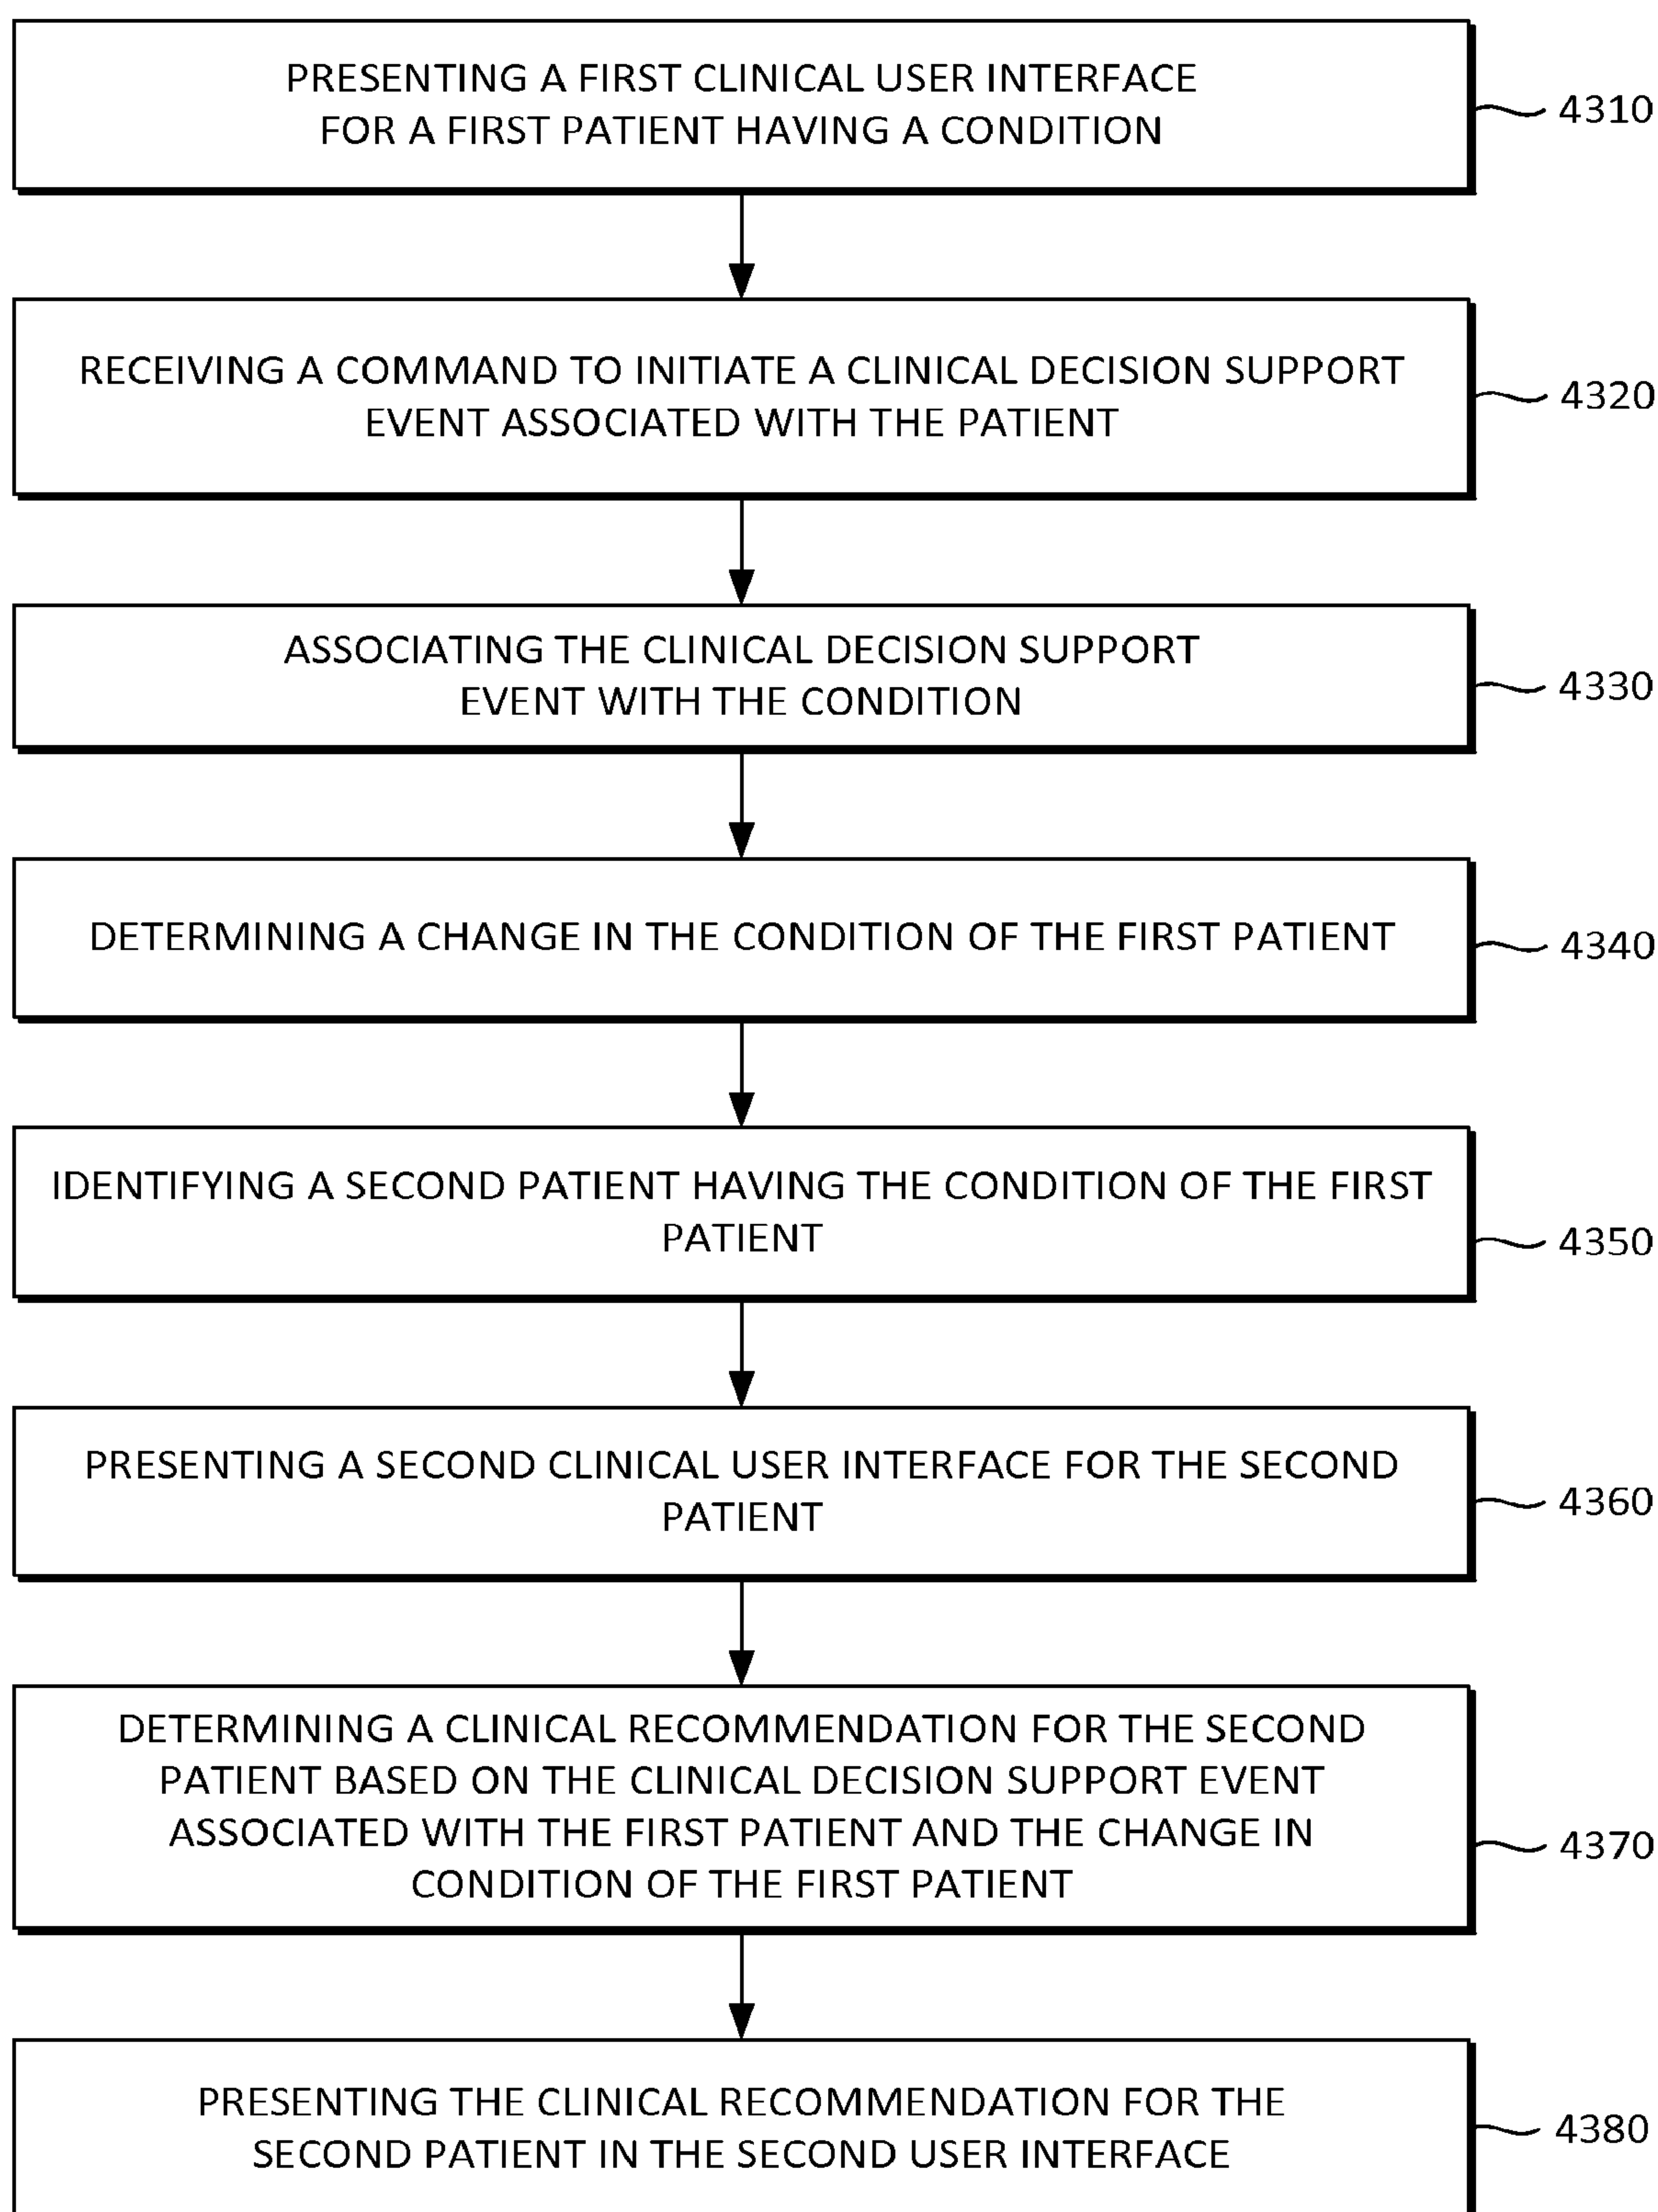 PRESENTING A FIRST CLINICAL USER INTERFACE
FOR A FIRST PATIENT HAVING A CONDITION
4310
RECEIVING A COMMAND TO INITIATE A CLINICAL DECISION SUPPORT
EVENT ASSOCIATED WITH THE PATIENT
4320
ASSOCIATING THE CLINICAL DECISION SUPPORT
EVENT WITH THE CONDITION
4330
DETERMINING A CHANGE IN THE CONDITION OF THE FIRST PATIENT
4340
IDENTIFYING A SECOND PATIENT HAVING THE CONDITION OF THE FIRST
PATIENT
4350
PRESENTING A SECOND CLINICAL USER INTERFACE FOR THE SECOND
PATIENT
4360
DETERMINING A CLINICAL RECOMMENDATION FOR THE SECOND
PATIENT BASED ON THE CLINICAL DECISION SUPPORT EVENT
ASSOCIATED WITH THE FIRST PATIENT AND THE CHANGE IN
CONDITION OF THE FIRST PATIENT
4370
PRESENTING THE CLINICAL RECOMMENDATION FOR THE
SECOND PATIENT IN THE SECOND USER INTERFACE
4380